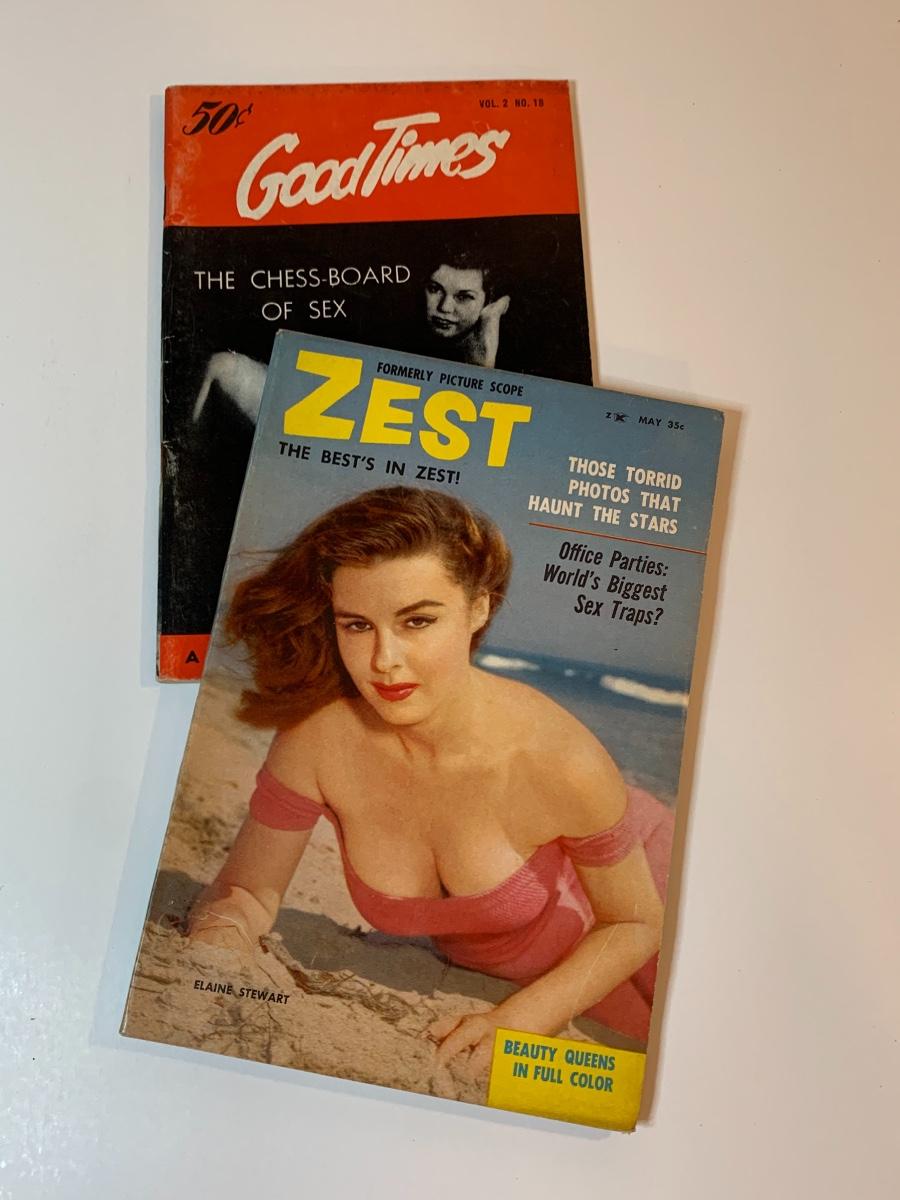 50¢
VOL. 2 NO. 18
Good Times
THE CHESS-BOARD
OF SEX
A
FORMERLY PICTURE SCOPE
ZEST
THE BEST'S IN ZEST!
MAY 35c
THOSE TORRID
PHOTOS THAT
HAUNT THE STARS
Office Parties:
World's Biggest
Sex Traps?
ELAINE STEWART
BEAUTY QUEENS
IN FULL COLOR